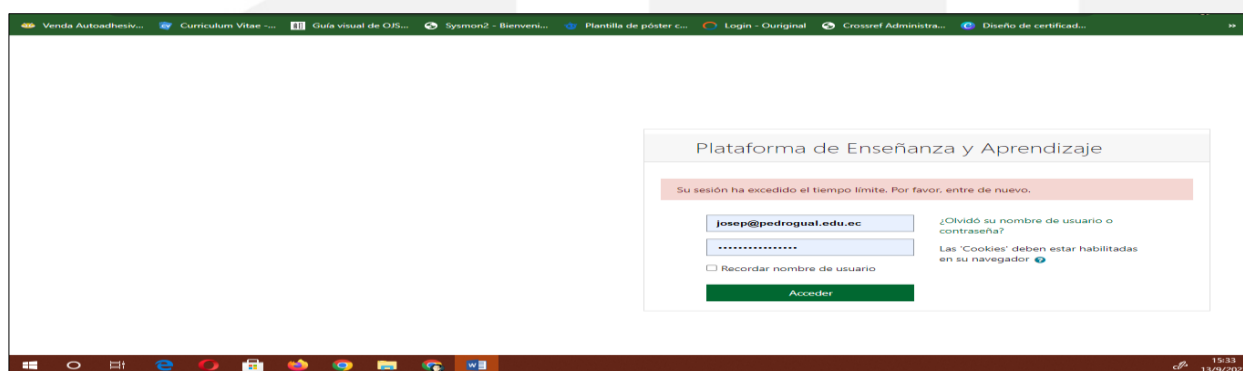 Venda Autoadhesiv... Curriculum Vitae -... Guía visual de OJS... Sysmon2 - Bienveni... Plantilla de póster c... Login - Ouriginal Crossref Administra... Diseño de certificad... »
Plataforma de Enseñanza y Aprendizaje
Su sesión ha excedido el tiempo límite. Por favor, entre de nuevo.
josep@pedrogual.edu.ec
¿Olvidó su nombre de usuario o
contraseña?
Las 'Cookies' deben estar habilitadas
en su navegador
Recordar nombre de usuario
Acceder
15:33